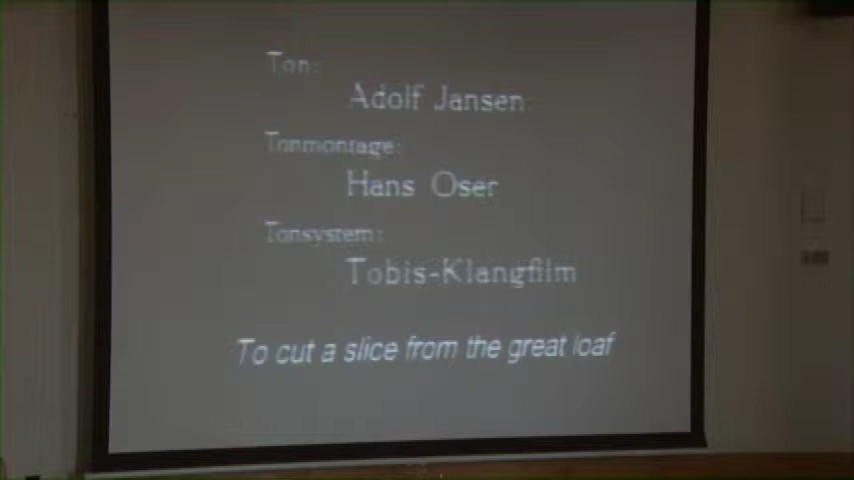 Ton:
Adolf Jansen
Tonmontage:
Hans Oser
Tonsystem:
Tobis-Klangfilm
To cut a slice from the great loaf